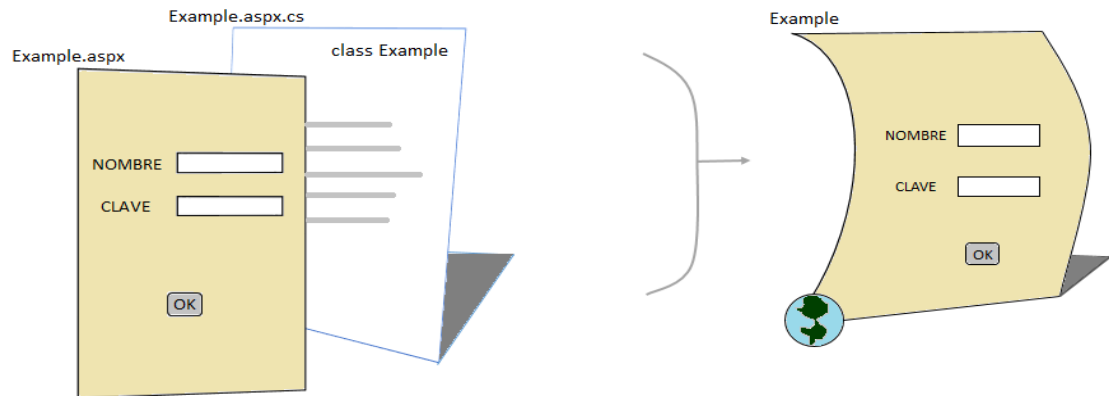 Example.aspx.cs
class Example
Example.aspx
NOMBRE
CLAVE
OK
Example
NOMBRE
CLAVE
OK